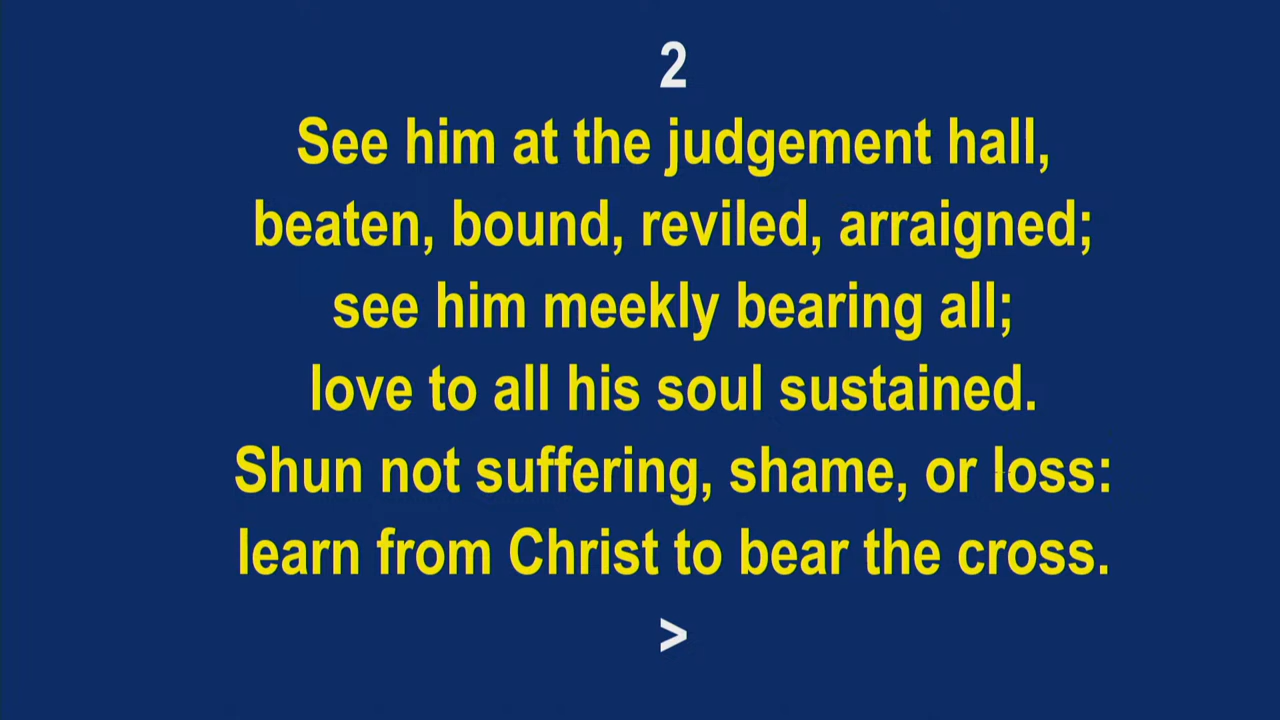 2
See him at the judgement hall,
beaten, bound, reviled, arraigned;
see him meekly bearing all;
love to all his soul sustained.
Shun not suffering, shame, or loss:
learn from Christ to bear the cross.
>